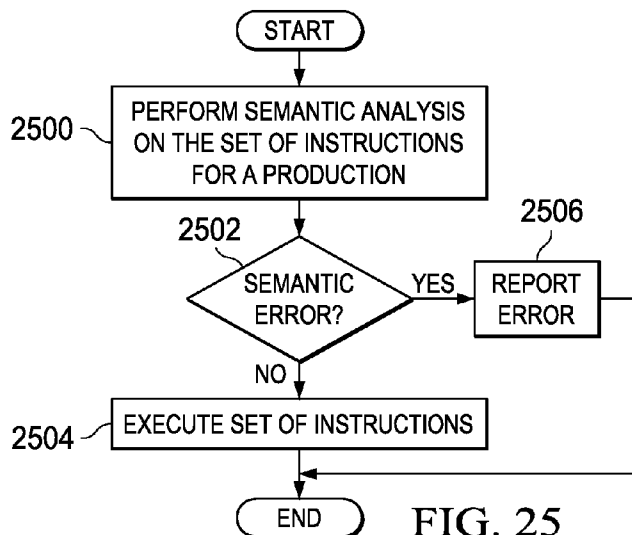 START
2500
PERFORM SEMANTIC ANALYSIS
ON THE SET OF INSTRUCTIONS
FOR A PRODUCTION
2502
SEMANTIC
ERROR?
YES
2506
REPORT
ERROR
NO
2504
EXECUTE SET OF INSTRUCTIONS
END
FIG. 25